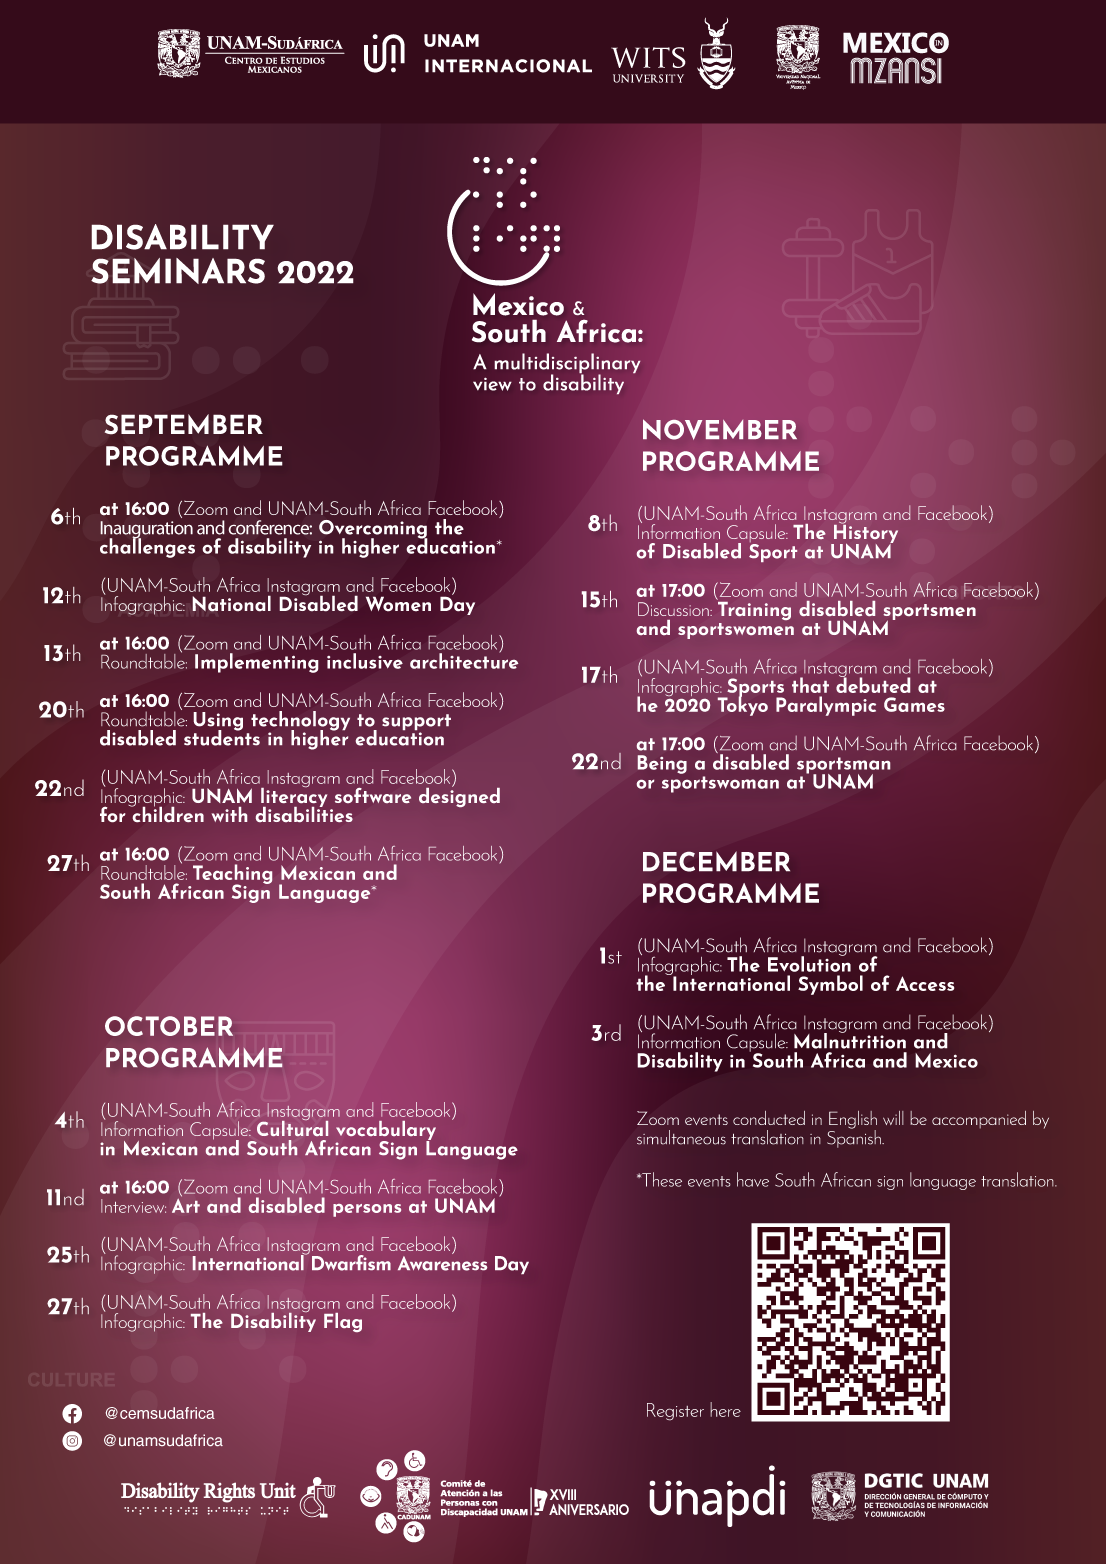 UNAM-SUDÁFRICA
CENTRO DE ESTUDIOS
MEXICANOS
UNAM
INTERNACIONAL
WITS
UNIVERSITY
UNIVERSIDAD NACIONAL
AUTÓNOMA DE
MEXICO
MEXICO IN
MZANSI
DISABILITY
SEMINARS 2022
Mexico &
South Africa:
A multidisciplinary
view to disability
1
SEPTEMBER
PROGRAMME
6th
at 16:00 (Zoom and UNAM-South Africa Facebook)
Inauguration and conference: Overcoming the
challenges of disability in higher education*
12th
(UNAM-South Africa Instagram and Facebook)
Infographic: National Disabled Women Day
ACADEMIA
13th
at 16:00 (Zoom and UNAM-South Africa Facebook)
Roundtable: Implementing inclusive architecture
20th
at 16:00 (Zoom and UNAM-South Africa Facebook)
Roundtable: Using technology to support
disabled students in higher education
22nd
(UNAM-South Africa Instagram and Facebook)
Infographic: UNAM literacy software designed
for children with disabilities
27th
at 16:00 (Zoom and UNAM-South Africa Facebook)
Roundtable: Teaching Mexican and
South African Sign Language*
OCTOBER
PROGRAMME
4th
(UNAM-South Africa Instagram and Facebook)
Information Capsule: Cultural vocabulary
in Mexican and South African Sign Language
11nd
at 16:00 (Zoom and UNAM-South Africa Facebook)
Interview: Art and disabled persons at UNAM
25th
(UNAM-South Africa Instagram and Facebook)
Infographic: International Dwarfism Awareness Day
27th
(UNAM-South Africa Instagram and Facebook)
Infographic: The Disability Flag
CULTURE
@cemsudafrica
@unamsudafrica
NOVEMBER
PROGRAMME
8th
(UNAM-South Africa Instagram and Facebook)
Information Capsule: The History
of Disabled Sport at UNAM
15th
at 17:00 (Zoom and UNAM-South Africa Facebook)
Discussion: Training disabled sportsmen
and sportswomen at UNAM
17th
(UNAM-South Africa Instagram and Facebook)
Infographic: Sports that debuted at
he 2020 Tokyo Paralympic Games
22nd
at 17:00 (Zoom and UNAM-South Africa Facebook)
Being a disabled sportsman
or sportswoman at UNAM
DECEMBER
PROGRAMME
1st
(UNAM-South Africa Instagram and Facebook)
Infographic: The Evolution of
the International Symbol of Access
3rd
(UNAM-South Africa Instagram and Facebook)
Information Capsule: Malnutrition and
Disability in South Africa and Mexico
Zoom events conducted in English will be accompanied by
simultaneous translation in Spanish.
*These events have South African sign language translation.
Register here
Disability Rights Unit
CADUNAM
Comité de
Atención a las
Personas con
Discapacidad UNAM
XVIII
ANIVERSARIO
unapdi
DGTIC UNAM
DIRECCIÓN GENERAL DE CÓMPUTO Y
DE TECNOLOGÍAS DE INFORMACIÓN
Y COMUNICACIÓN